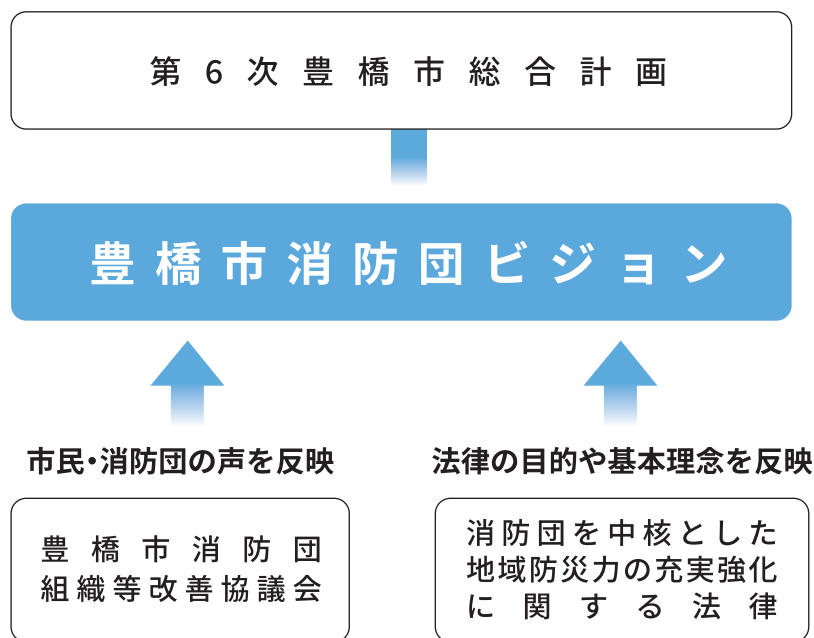 第6次豊橋市総合計画
豊橋市消防団ビジョン
市民・消防団の声を反映
豊橋市消防団
組織等改善協議会
法律の目的や基本理念を反映
消防団を中核とした
地域防災力の充実強化
に関する法律